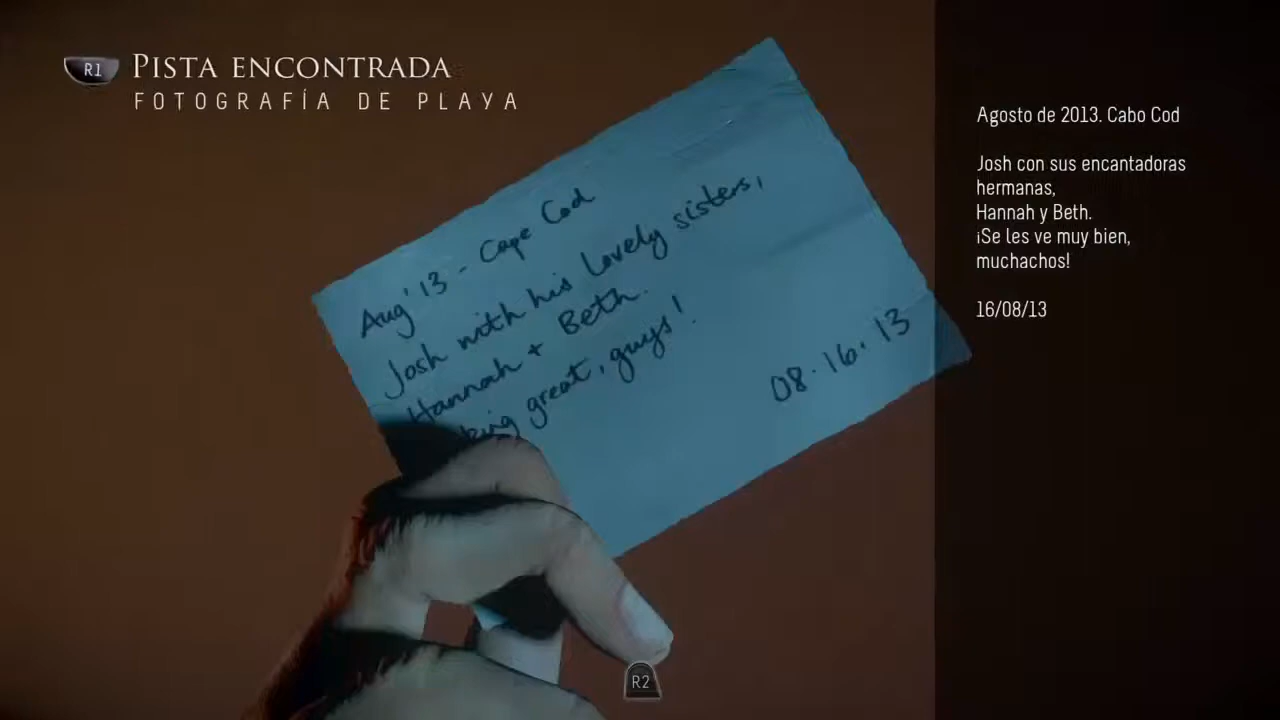 R1 PISTA ENCONTRADA
FOTOGRAFÍA DE PLAYA
Aug '13 - Cape Cod
Josh with his lovely sisters,
Hannah + Beth.
king great, guys!
08.16.13
Agosto de 2013. Cabo Cod
Josh con sus encantadoras
hermanas,
Hannah y Beth.
¡Se les ve muy bien,
muchachos!
16/08/13
R2